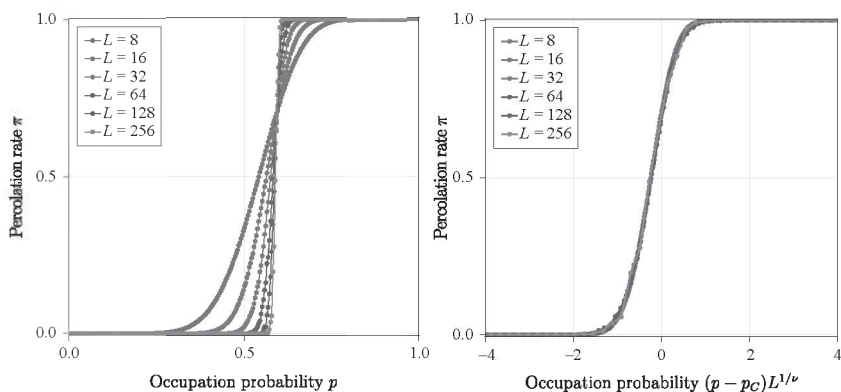 Percolation rate π
1.0
0.5
0.0
L = 8
L = 16
L = 32
L = 64
L = 128
L = 256
0.0
0.5
1.0
Occupation probability p
Percolation rate π
1.0
0.5
0.0
L = 8
L = 16
L = 32
L = 64
L = 128
L = 256
−4
−2
0
2
4
Occupation probability (p − p_C)L^{1/ν}